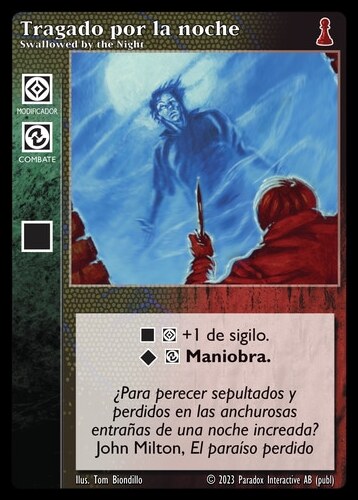 Tragado por la noche
Swallowed by the Night
MODIFICADOR
COMBATE
+1 de sigilo.
Maniobra.
¿Para perecer sepultados y
perdidos en las anchurosas
entrañas de una noche increada?
John Milton, El paraíso perdido
Ilus. Tom Biondillo
© 2023 Paradox Interactive AB (publ)